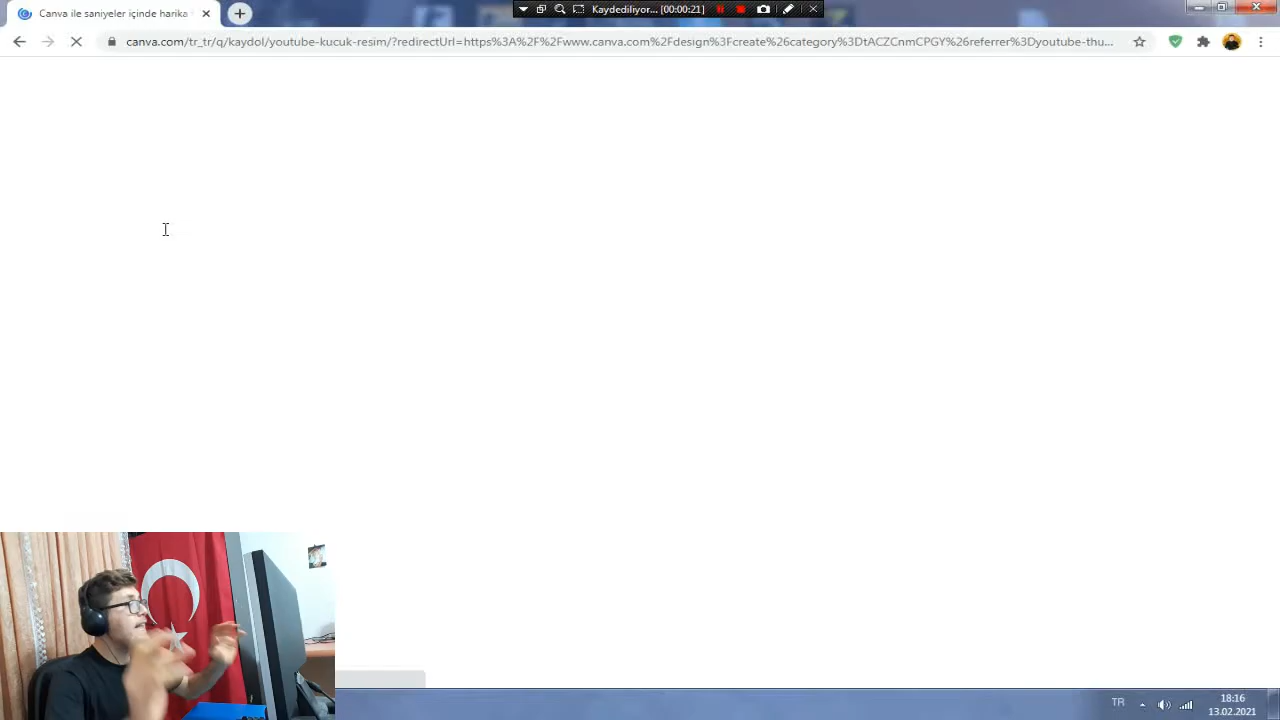 Canva ile saniyeler içinde harika
Kaydediliyor... [00:00:21]
canva.com/tr_tr/q/kaydol/youtube-kucuk-resim/?redirectUrl=https%3A%2F%2Fwww.canva.com%2Fdesign%3Fcreate%26category%3DtACZCnmCPGY%26referrer%3Dyoutube-thu...
TR
18:16
13.02.2021